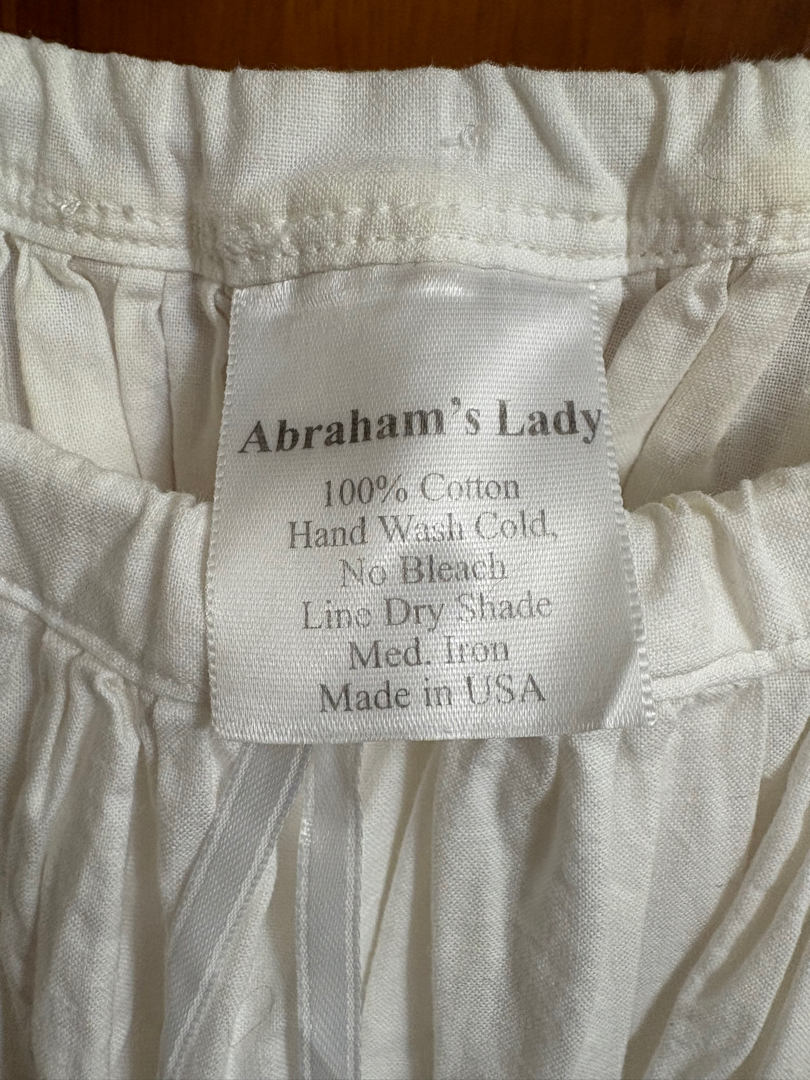 Abraham's Lady
100% Cotton
Hand Wash Cold,
No Bleach
Line Dry Shade
Med. Iron
Made in USA